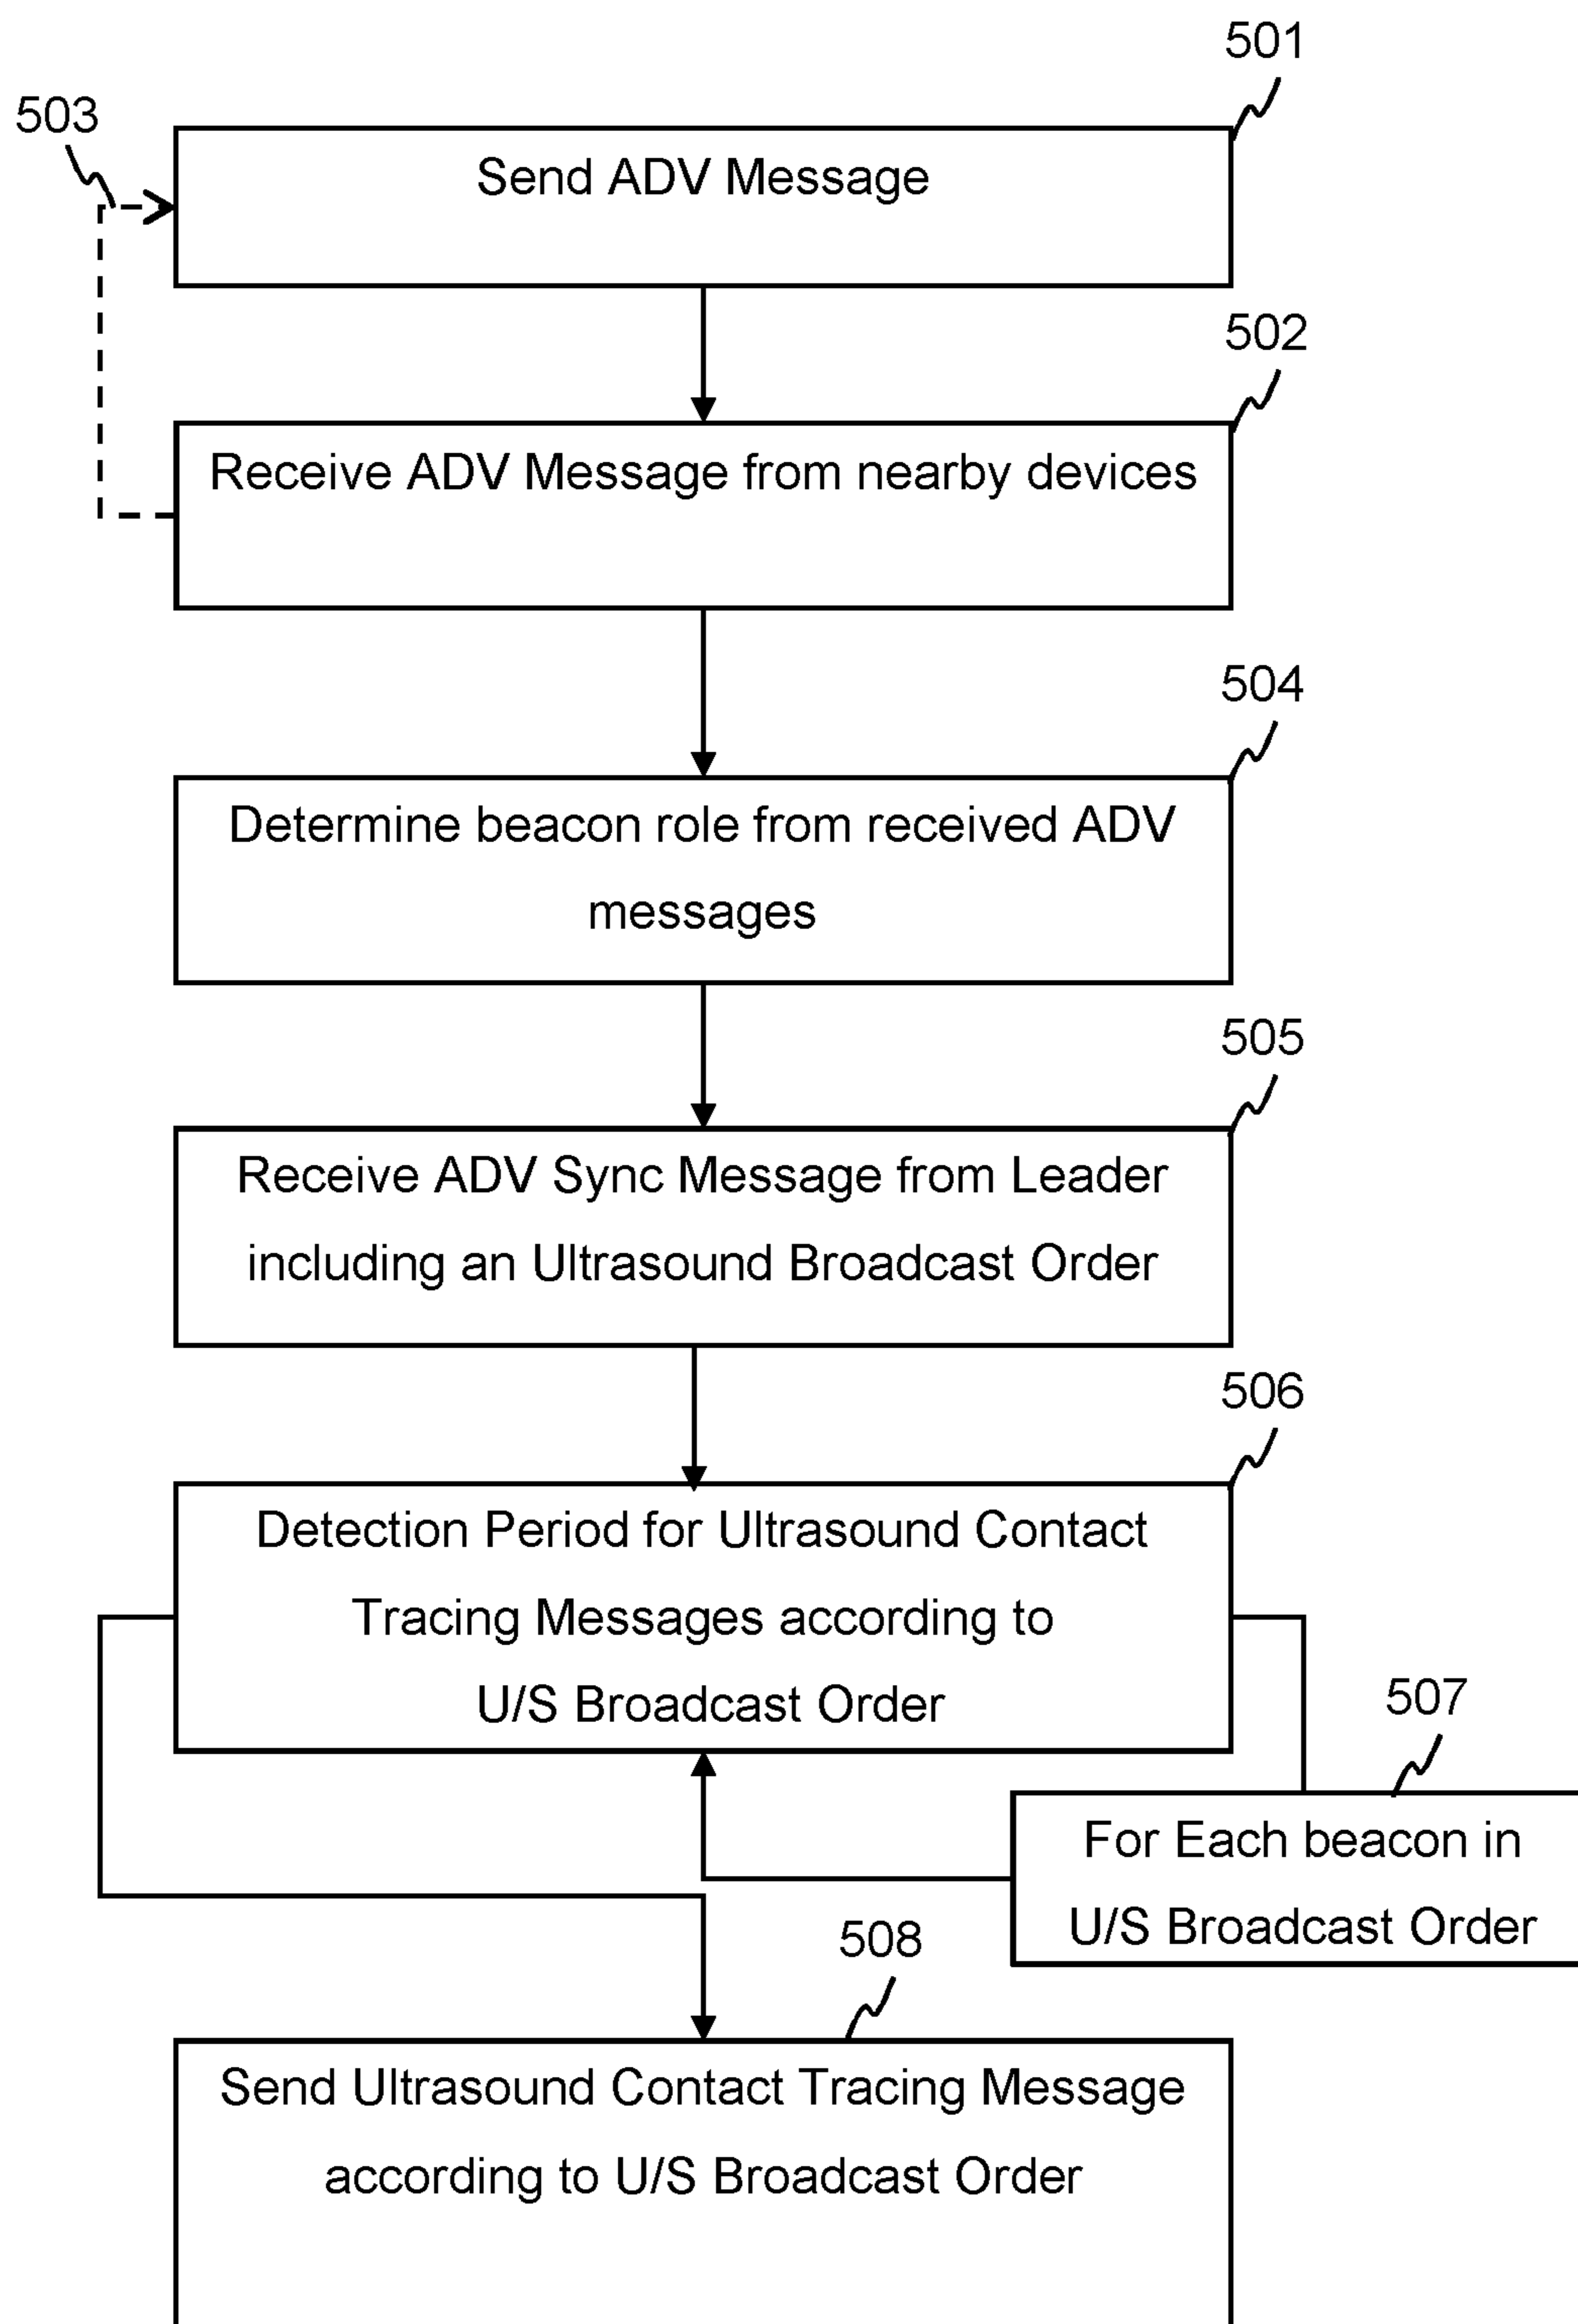 501
503
Send ADV Message
502
Receive ADV Message from nearby devices
504
Determine beacon role from received ADV
messages
505
Receive ADV Sync Message from Leader
including an Ultrasound Broadcast Order
506
Detection Period for Ultrasound Contact
Tracing Messages according to
U/S Broadcast Order
507
For Each beacon in
U/S Broadcast Order
508
Send Ultrasound Contact Tracing Message
according to U/S Broadcast Order